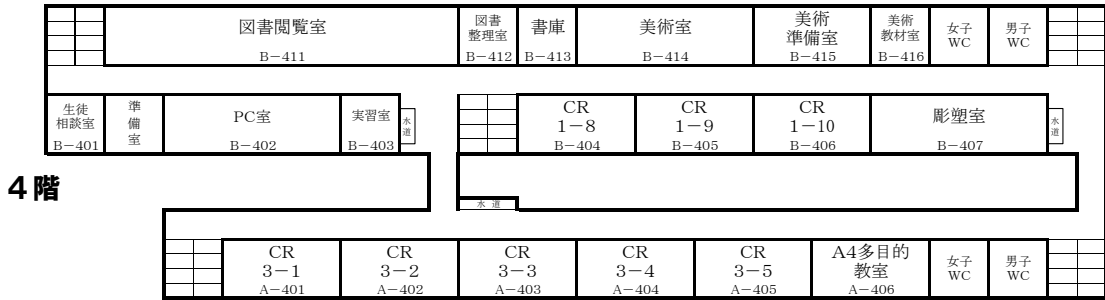 図書閲覧室
B-411
図書
整理室
B-412
書庫
B-413
美術室
B-414
美術
準備室
B-415
美術
教材室
B-416
女子
WC
男子
WC
生徒
相談室
B-401
準
備
室
PC室
B-402
実習室
B-403
水
道
CR
1-8
B-404
CR
1-9
B-405
CR
1-10
B-406
彫塑室
B-407
水
道
4階
水 道
CR
3-1
A-401
CR
3-2
A-402
CR
3-3
A-403
CR
3-4
A-404
CR
3-5
A-405
A4多目的
教室
A-406
女子
WC
男子
WC